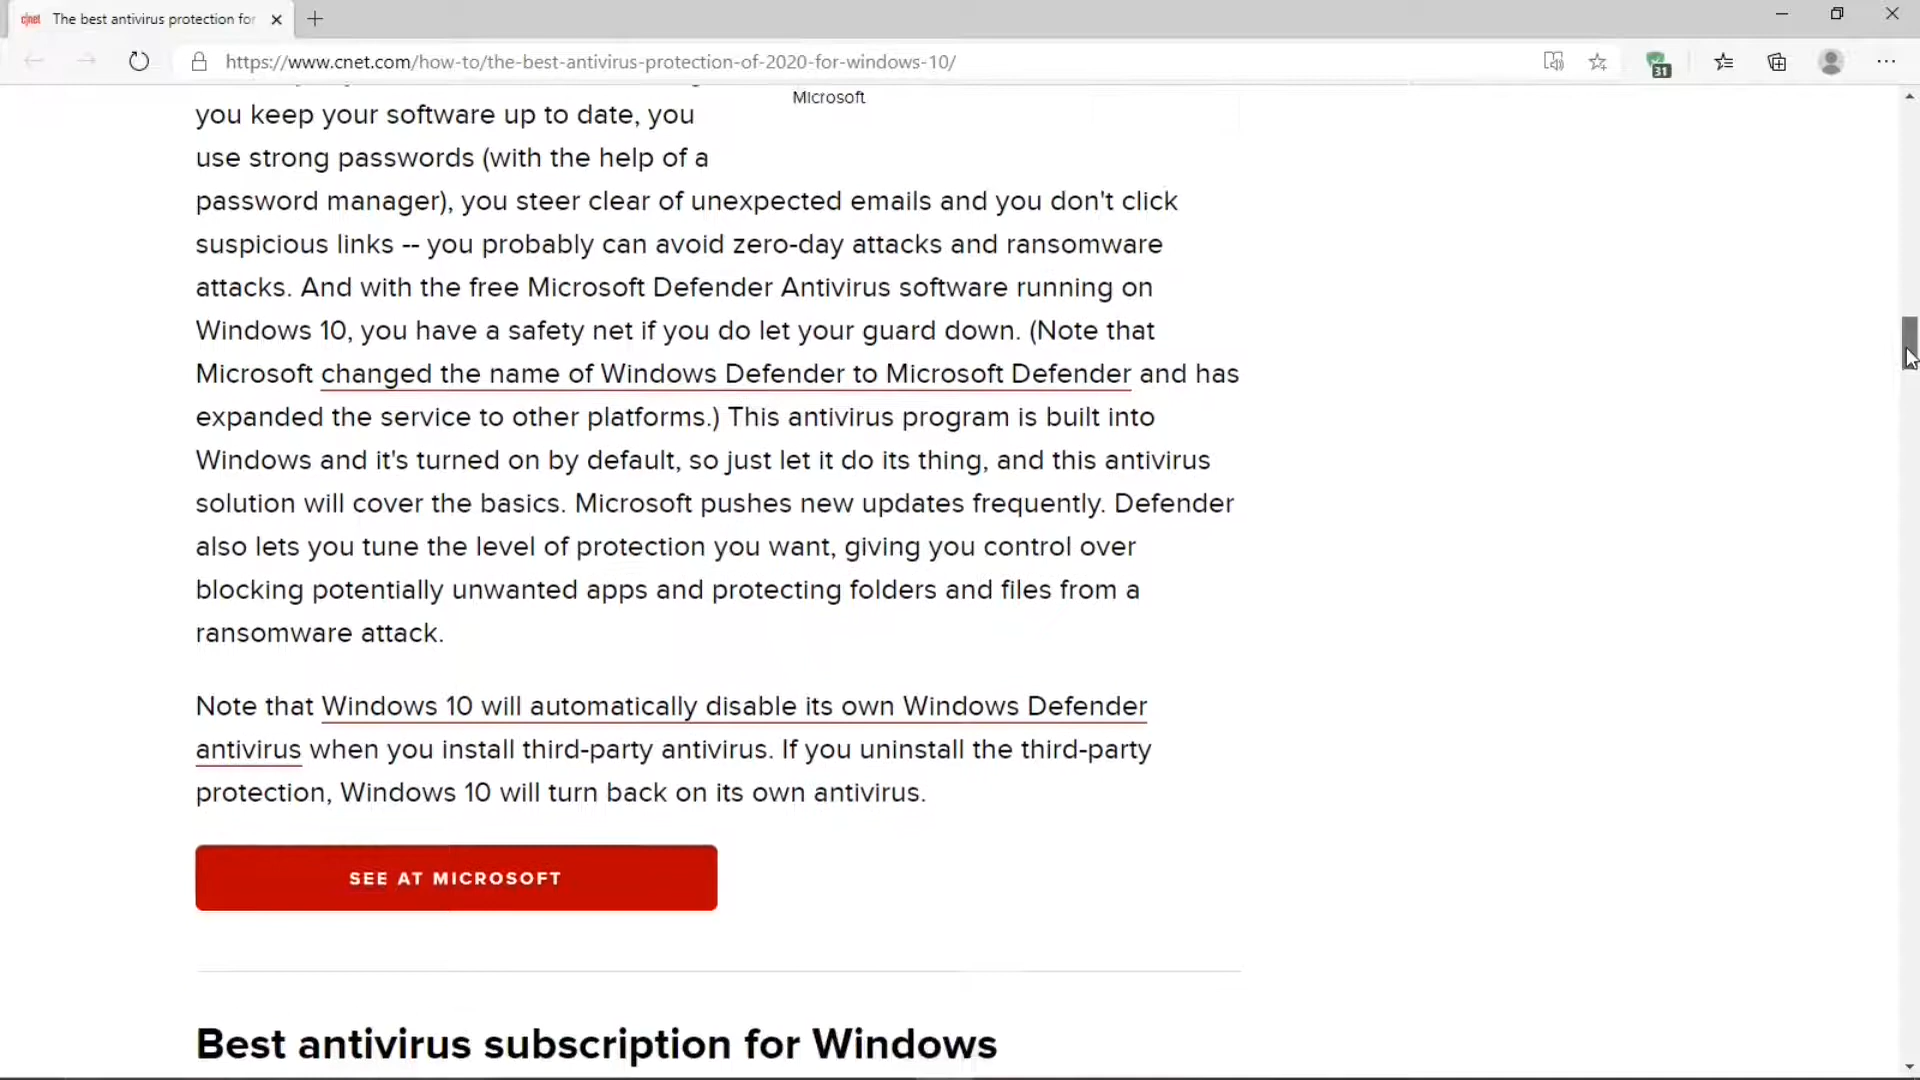 cnet The best antivirus protection for
https://www.cnet.com/how-to/the-best-antivirus-protection-of-2020-for-windows-10/
31
Microsoft
you keep your software up to date, you
use strong passwords (with the help of a
password manager), you steer clear of unexpected emails and you don't click
suspicious links -- you probably can avoid zero-day attacks and ransomware
attacks. And with the free Microsoft Defender Antivirus software running on
Windows 10, you have a safety net if you do let your guard down. (Note that
Microsoft changed the name of Windows Defender to Microsoft Defender and has
expanded the service to other platforms.) This antivirus program is built into
Windows and it's turned on by default, so just let it do its thing, and this antivirus
solution will cover the basics. Microsoft pushes new updates frequently. Defender
also lets you tune the level of protection you want, giving you control over
blocking potentially unwanted apps and protecting folders and files from a
ransomware attack.
Note that Windows 10 will automatically disable its own Windows Defender
antivirus when you install third-party antivirus. If you uninstall the third-party
protection, Windows 10 will turn back on its own antivirus.
SEE AT MICROSOFT
Best antivirus subscription for Windows